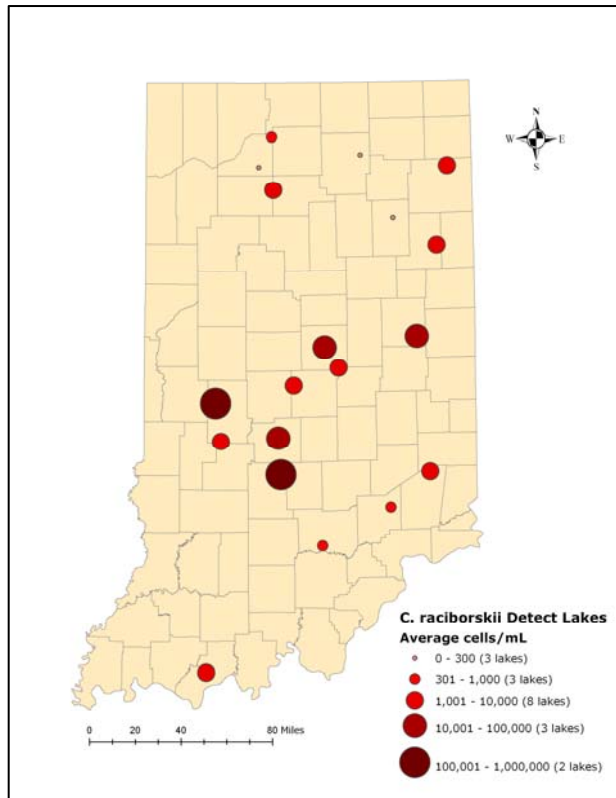 N
W E
S
C. raciborskii Detect Lakes
Average cells/mL
0 - 300 (3 lakes)
301 - 1,000 (3 lakes)
1,001 - 10,000 (8 lakes)
10,001 - 100,000 (3 lakes)
100,001 - 1,000,000 (2 lakes)
0 20 40 80 Miles